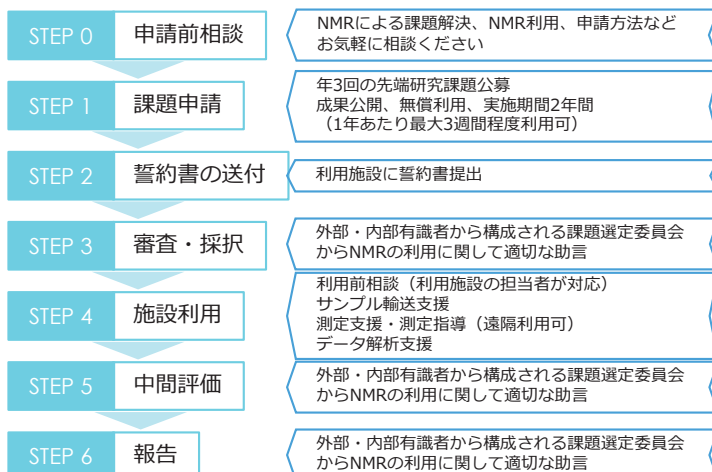 STEP 0
申請前相談
NMRによる課題解決、NMR利用、申請方法など
お気軽に相談ください
STEP 1
課題申請
年3回の先端研究課題公募
成果公開、無償利用、実施期間2年間
（1年あたり最大3週間程度利用可）
STEP 2
誓約書の送付
利用施設に誓約書提出
STEP 3
審査・採択
外部・内部有識者から構成される課題選定委員会
からNMRの利用に関して適切な助言
STEP 4
施設利用
利用前相談（利用施設の担当者が対応）
サンプル輸送支援
測定支援・測定指導（遠隔利用可）
データ解析支援
STEP 5
中間評価
外部・内部有識者から構成される課題選定委員会
からNMRの利用に関して適切な助言
STEP 6
報告
外部・内部有識者から構成される課題選定委員会
からNMRの利用に関して適切な助言